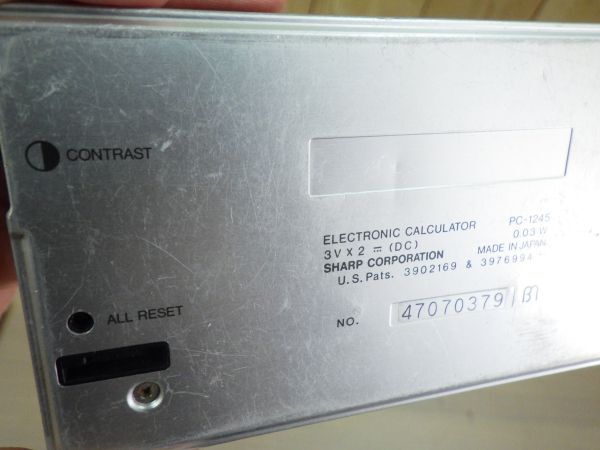 CONTRAST
ELECTRONIC CALCULATOR PC-1245
3V X 2 ⎓ (DC) 0.03 W
SHARP CORPORATION MADE IN JAPAN
U.S. Pats. 3902169 & 3976994
ALL RESET
NO. 47070379